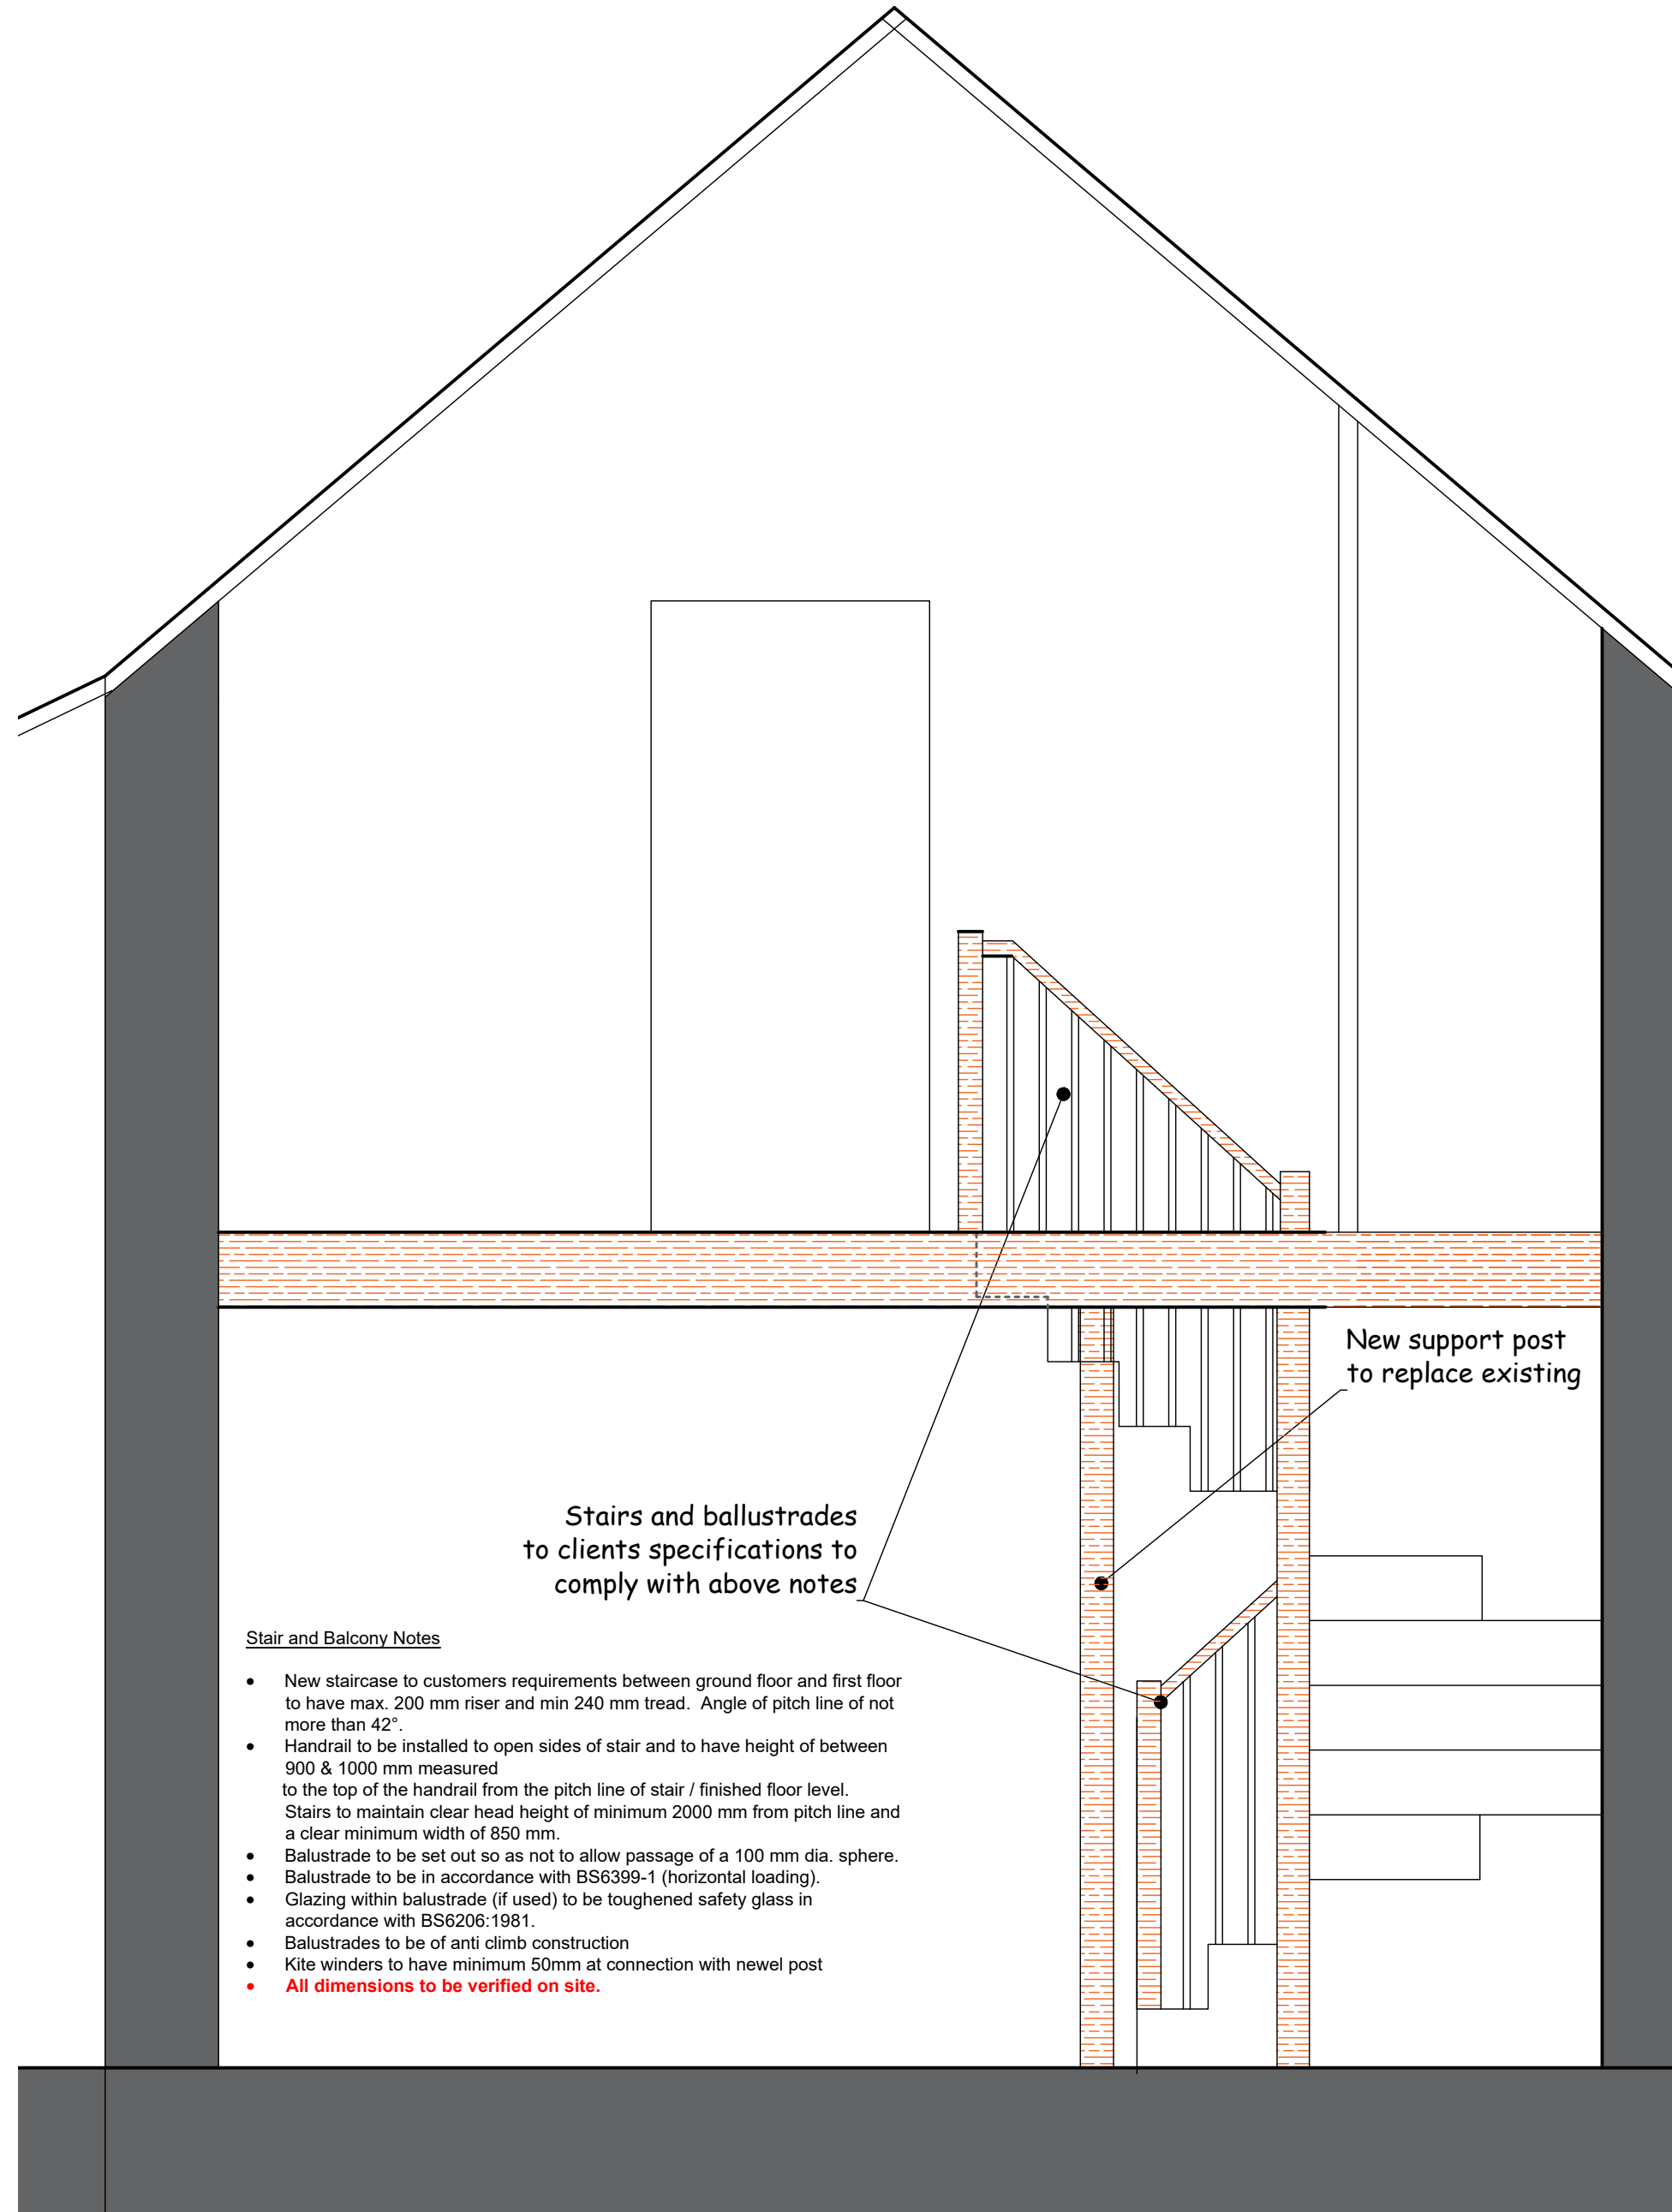 New support post
to replace existing
Stairs and ballustrades
to clients specifications to
comply with above notes
Stair and Balcony Notes
• New staircase to customers requirements between ground floor and first floor
to have max. 200 mm riser and min 240 mm tread. Angle of pitch line of not
more than 42°.
• Handrail to be installed to open sides of stair and to have height of between
900 & 1000 mm measured
to the top of the handrail from the pitch line of stair / finished floor level.
Stairs to maintain clear head height of minimum 2000 mm from pitch line and
a clear minimum width of 850 mm.
• Balustrade to be set out so as not to allow passage of a 100 mm dia. sphere.
• Balustrade to be in accordance with BS6399-1 (horizontal loading).
• Glazing within balustrade (if used) to be toughened safety glass in
accordance with BS6206:1981.
• Balustrades to be of anti climb construction
• Kite winders to have minimum 50mm at connection with newel post
• All dimensions to be verified on site.